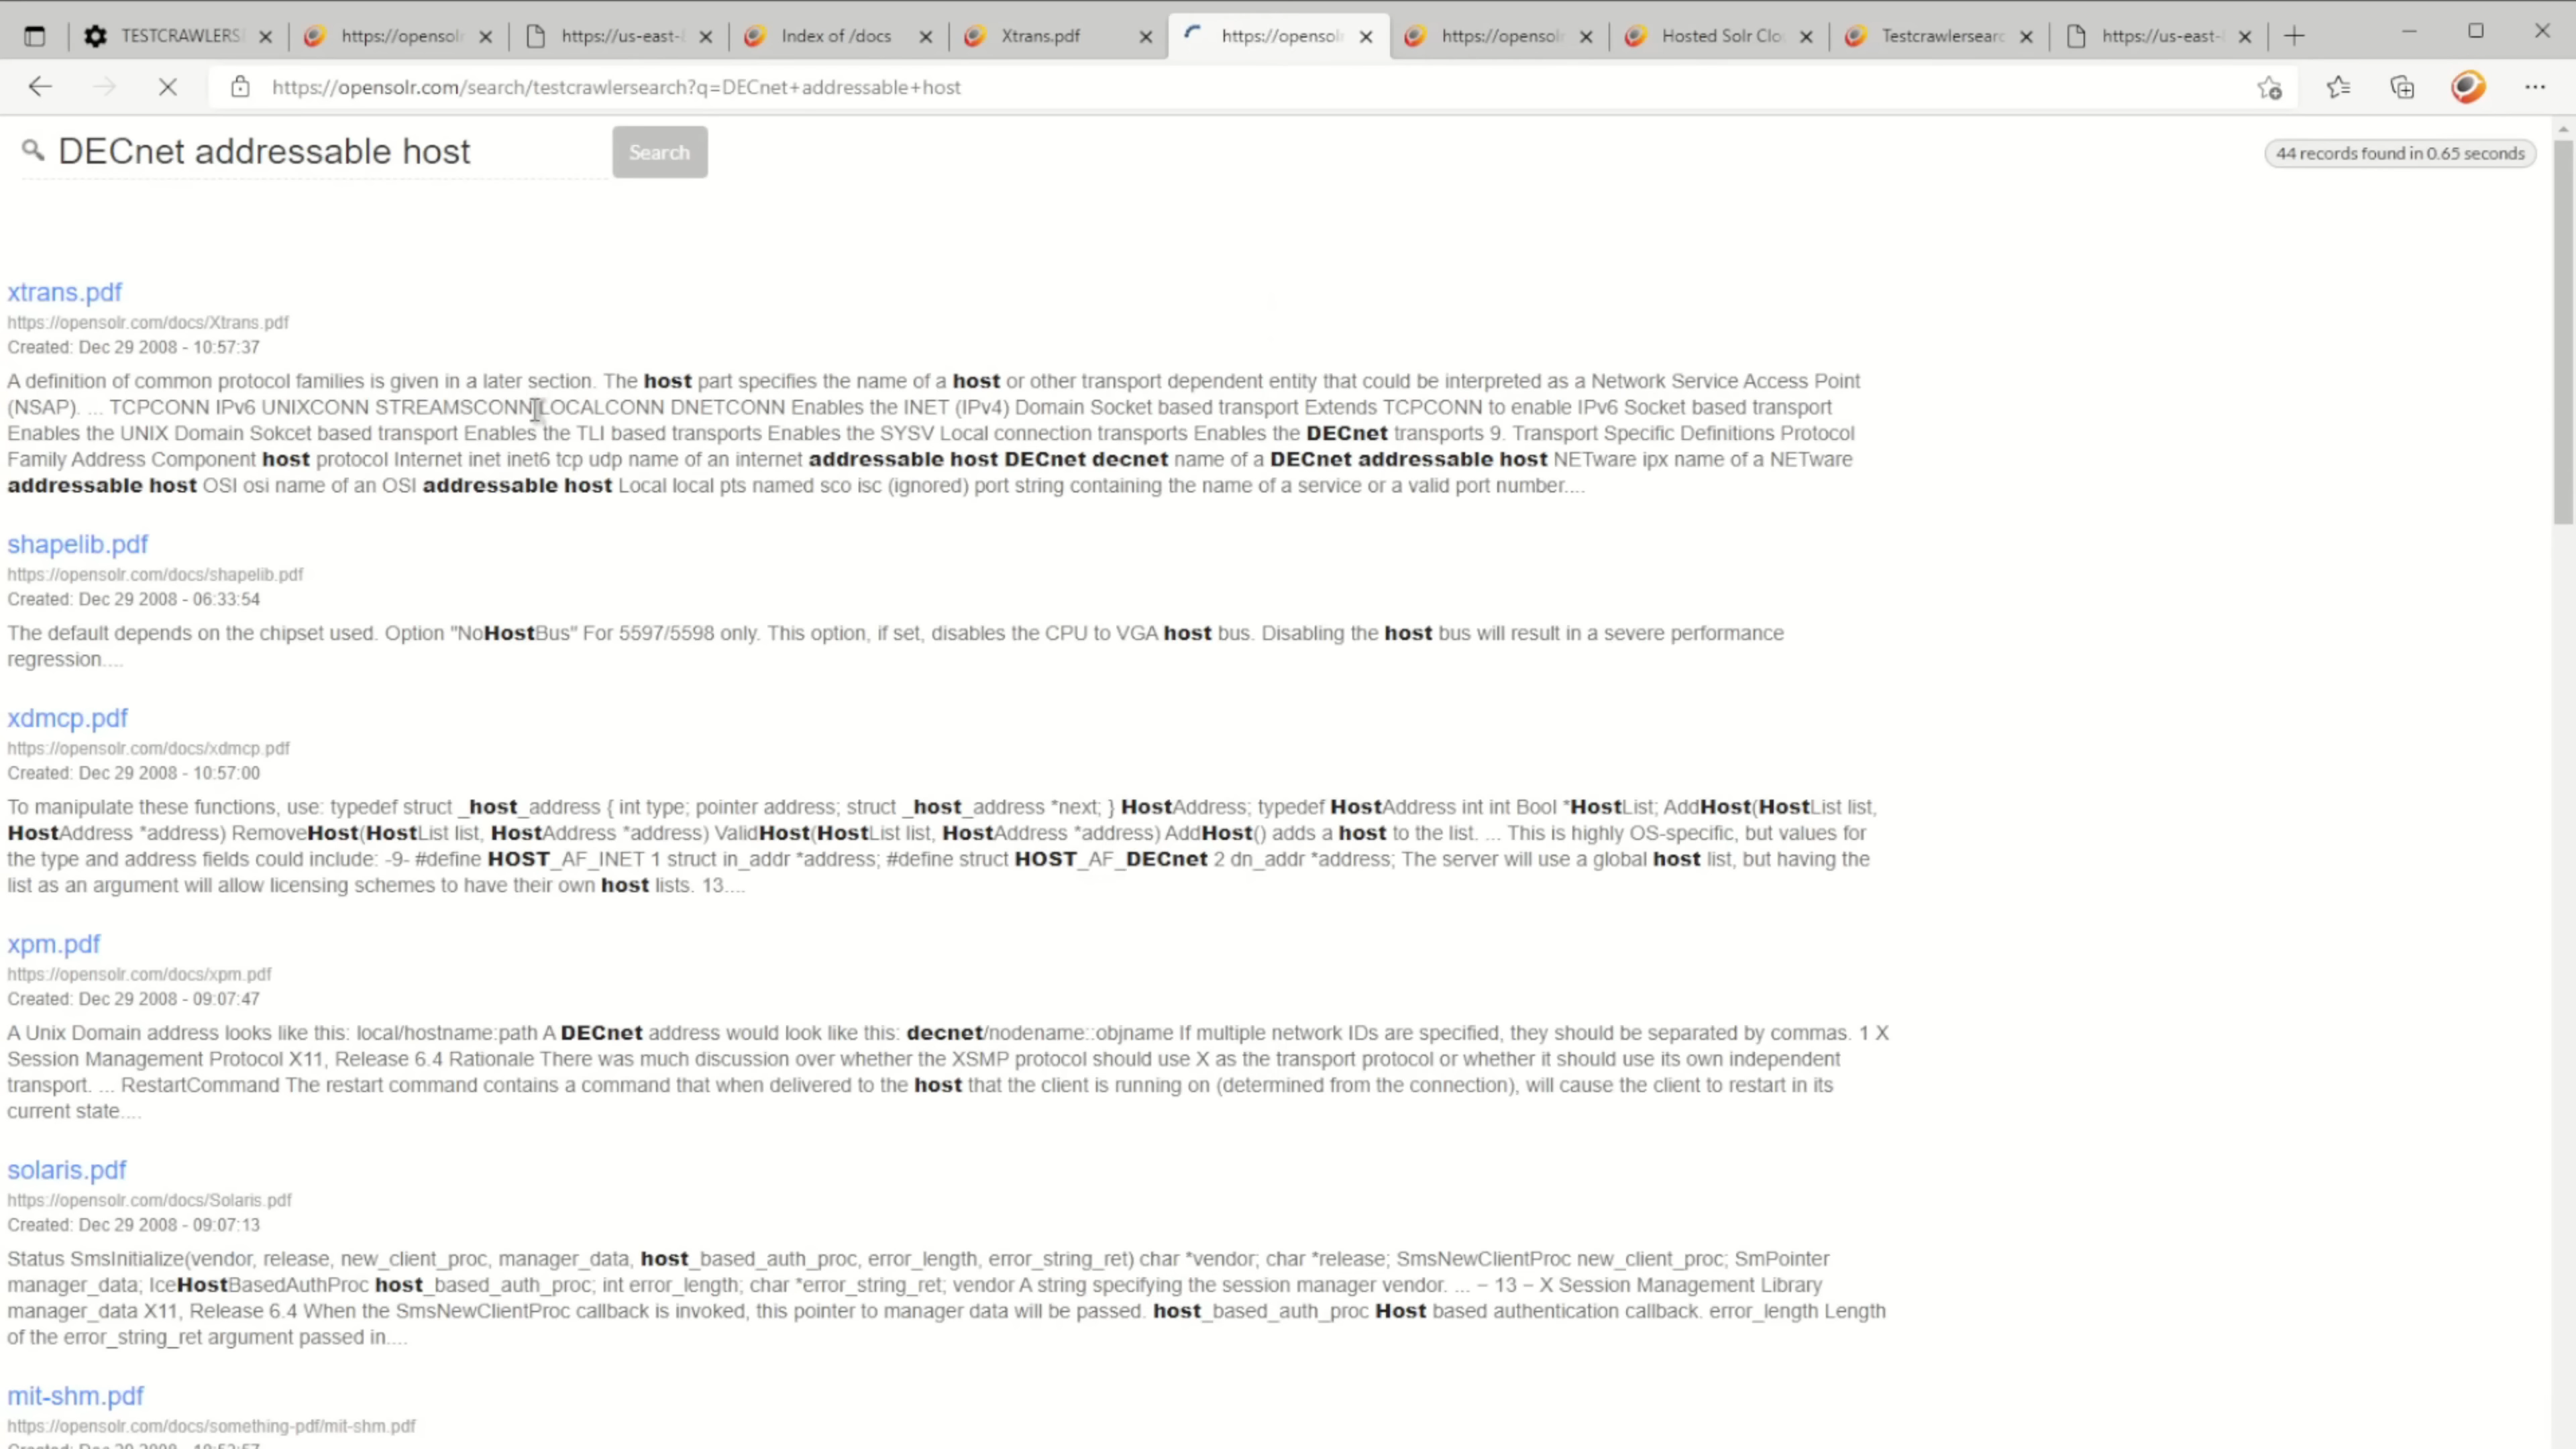 TESTCRAWLERS
https://opensolr
https://us-east-
Index of /docs
Xtrans.pdf
https://opensol
https://opensolr
Hosted Solr Clo
Testcrawlersearc
https://us-east-
https://opensolr.com/search/testcrawlersearch?q=DECnet+addressable+host
DECnet addressable host
Search
44 records found in 0.65 seconds
xtrans.pdf
https://opensolr.com/docs/Xtrans.pdf
Created: Dec 29 2008 - 10:57:37
A definition of common protocol families is given in a later section. The host part specifies the name of a host or other transport dependent entity that could be interpreted as a Network Service Access Point
(NSAP). ... TCPCONN IPv6 UNIXCONN STREAMSCONN LOCALCONN DNETCONN Enables the INET (IPv4) Domain Socket based transport Extends TCPCONN to enable IPv6 Socket based transport
Enables the UNIX Domain Sokcet based transport Enables the TLI based transports Enables the SYSV Local connection transports Enables the DECnet transports 9. Transport Specific Definitions Protocol
Family Address Component host protocol Internet inet inet6 tcp udp name of an internet addressable host DECnet decnet name of a DECnet addressable host NETware ipx name of a NETware
addressable host OSI osi name of an OSI addressable host Local local pts named sco isc (ignored) port string containing the name of a service or a valid port number....
shapelib.pdf
https://opensolr.com/docs/shapelib.pdf
Created: Dec 29 2008 - 06:33:54
The default depends on the chipset used. Option "NoHostBus" For 5597/5598 only. This option, if set, disables the CPU to VGA host bus. Disabling the host bus will result in a severe performance
regression....
xdmcp.pdf
https://opensolr.com/docs/xdmcp.pdf
Created: Dec 29 2008 - 10:57:00
To manipulate these functions, use: typedef struct _host_address { int type; pointer address; struct _host_address *next; } HostAddress; typedef HostAddress int int Bool *HostList; AddHost(HostList list,
HostAddress *address) RemoveHost(HostList list, HostAddress *address) ValidHost(HostList list, HostAddress *address) AddHost() adds a host to the list. ... This is highly OS-specific, but values for
the type and address fields could include: -9- #define HOST_AF_INET 1 struct in_addr *address; #define struct HOST_AF_DECnet 2 dn_addr *address; The server will use a global host list, but having the
list as an argument will allow licensing schemes to have their own host lists. 13....
xpm.pdf
https://opensolr.com/docs/xpm.pdf
Created: Dec 29 2008 - 09:07:47
A Unix Domain address looks like this: local/hostname:path A DECnet address would look like this: decnet/nodename::objname If multiple network IDs are specified, they should be separated by commas. 1 X
Session Management Protocol X11, Release 6.4 Rationale There was much discussion over whether the XSMP protocol should use X as the transport protocol or whether it should use its own independent
transport. ... RestartCommand The restart command contains a command that when delivered to the host that the client is running on (determined from the connection), will cause the client to restart in its
current state....
solaris.pdf
https://opensolr.com/docs/Solaris.pdf
Created: Dec 29 2008 - 09:07:13
Status SmsInitialize(vendor, release, new_client_proc, manager_data, host_based_auth_proc, error_length, error_string_ret) char *vendor; char *release; SmsNewClientProc new_client_proc; SmPointer
manager_data; IceHostBasedAuthProc host_based_auth_proc; int error_length; char *error_string_ret; vendor A string specifying the session manager vendor. ... – 13 – X Session Management Library
manager_data X11, Release 6.4 When the SmsNewClientProc callback is invoked, this pointer to manager data will be passed. host_based_auth_proc Host based authentication callback. error_length Length
of the error_string_ret argument passed in....
mit-shm.pdf
https://opensolr.com/docs/something-pdf/mit-shm.pdf